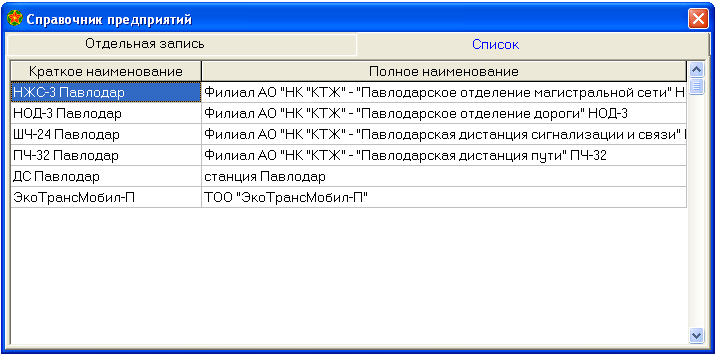 Справочник предприятий
Отдельная запись Список
Краткое наименование Полное наименование
НЖС-3 Павлодар Филиал АО "НК "КТЖ" - "Павлодарское отделение магистральной сети" Н
НОД-3 Павлодар Филиал АО "НК "КТЖ" - "Павлодарское отделение дороги" НОД-3
ШЧ-24 Павлодар Филиал АО "НК "КТЖ" - "Павлодарская дистанция сигнализации и связи"
ПЧ-32 Павлодар Филиал АО "НК "КТЖ" - "Павлодарская дистанция пути" ПЧ-32
ДС Павлодар станция Павлодар
ЭкоТрансМобил-П ТОО "ЭкоТрансМобил-П"